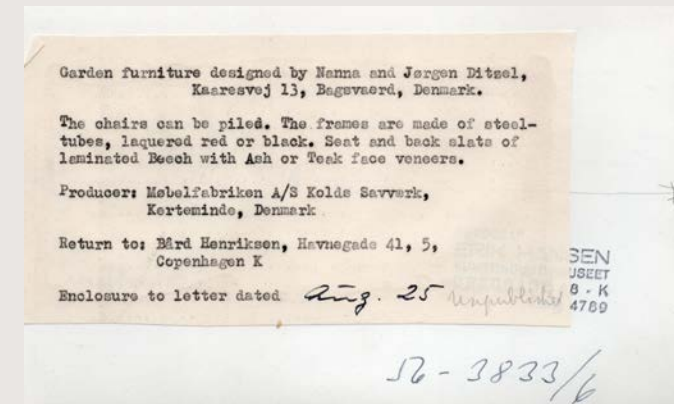 Garden furniture designed by Nanna and Jørgen Ditzel,
Kaaresvej 13, Bagsvaerd, Denmark.
The chairs can be piled. The frames are made of steel-
tubes, laquered red or black. Seat and back slats of
laminated Beech with Ash or Teak face veneers.
Producer: Møbelfabriken A/S Kolds Savværk,
Kerteminde, Denmark
Return to: Bård Henriksen, Havnegade 41, 5,
Copenhagen K
Enclosure to letter dated Aug. 25 unpublished
SEN
USEET
8 - K
4789
56-3833/6